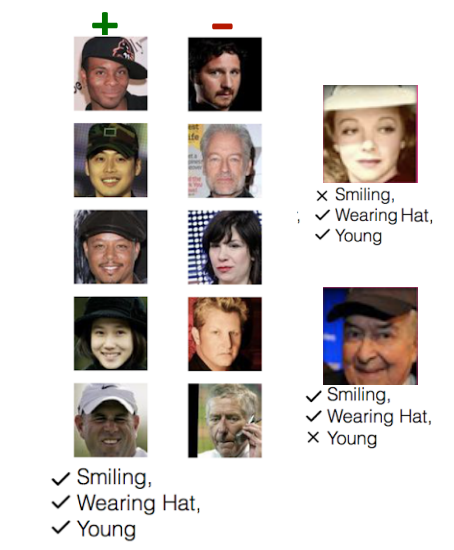 + −
✓ Smiling,
✓ Wearing Hat,
✓ Young
✕ Smiling,
, ✓ Wearing Hat,
✓ Young
✓ Smiling,
✓ Wearing Hat,
✕ Young